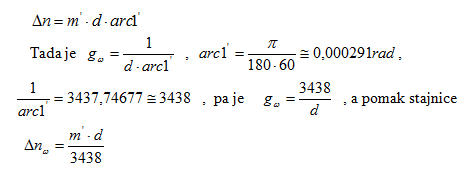 Δn = m' · d · arc1'
Tada je g_ω = 1 / (d · arc1') , arc1' = π / (180 · 60) ≅ 0,000291rad ,
1 / arc1' = 3437,74677 ≅ 3438 , pa je g_ω = 3438 / d , a pomak stajnice
Δn_ω = m' · d / 3438